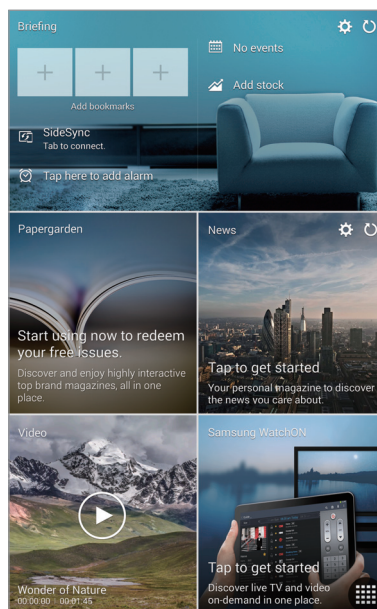 Briefing
No events
Add stock
Add bookmarks
SideSync
Tab to connect.
Tap here to add alarm
Papergarden
Start using now to redeem
your free issues.
Discover and enjoy highly interactive
top brand magazines, all in one
place.
News
Tap to get started
Your personal magazine to discover
the news you care about.
Video
Wonder of Nature
00:00:00 | 00:01:45
Samsung WatchON
Tap to get started
Discover live TV and video
on-demand in one place.